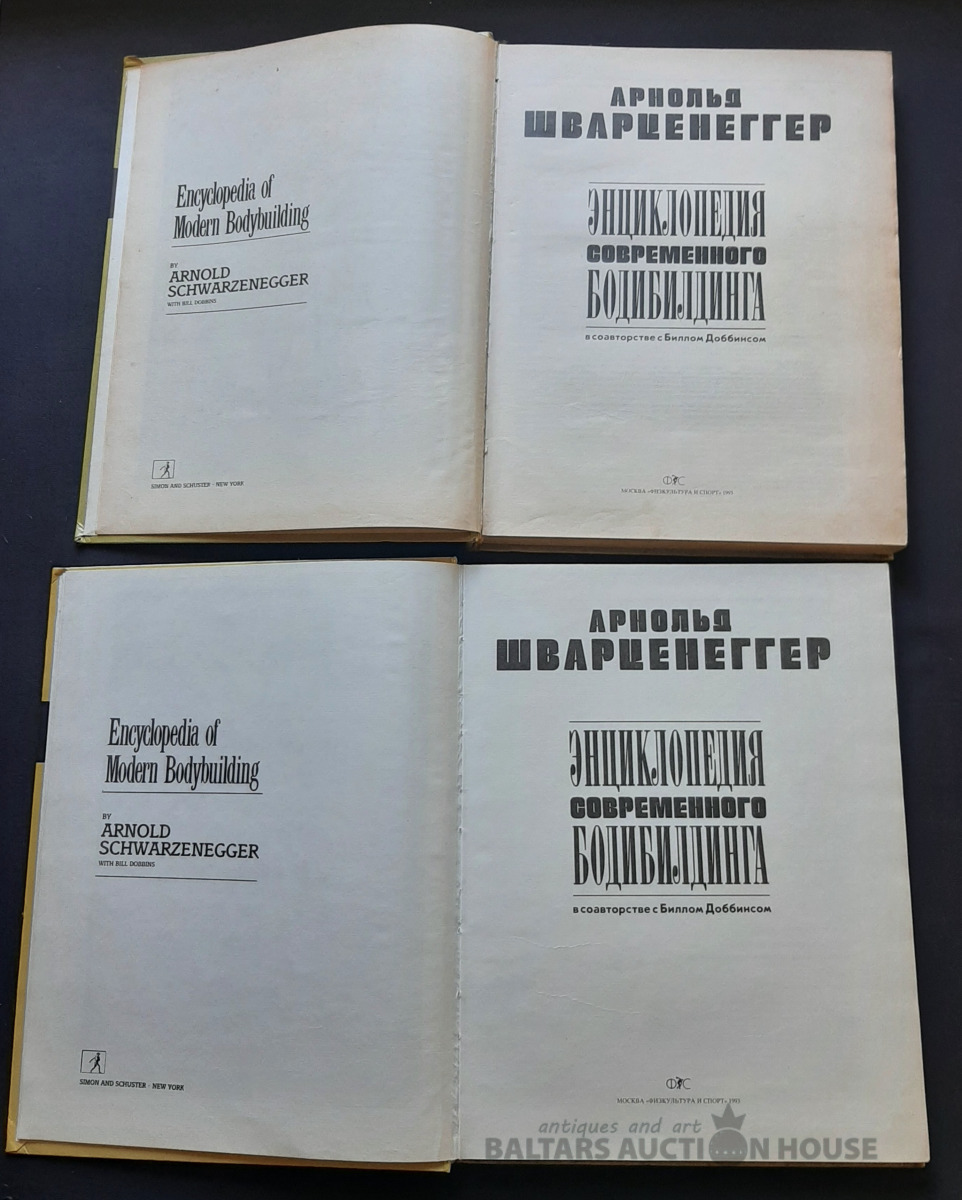 Encyclopedia of
Modern Bodybuilding
BY
ARNOLD
SCHWARZENEGGER
WITH BILL DOBBINS
SIMON AND SCHUSTER · NEW YORK
АРНОЛЬД
ШВАРЦЕНЕГГЕР
ЭНЦИКЛОПЕДИЯ
СОВРЕМЕННОГО
БОДИБИЛДИНГА
в соавторстве с Биллом Доббинсом
ФиС
МОСКВА «ФИЗКУЛЬТУРА И СПОРТ» 1993
Encyclopedia of
Modern Bodybuilding
BY
ARNOLD
SCHWARZENEGGER
WITH BILL DOBBINS
SIMON AND SCHUSTER · NEW YORK
АРНОЛЬД
ШВАРЦЕНЕГГЕР
ЭНЦИКЛОПЕДИЯ
СОВРЕМЕННОГО
БОДИБИЛДИНГА
в соавторстве с Биллом Доббинсом
ФиС
МОСКВА «ФИЗКУЛЬТУРА И СПОРТ» 1993
antiques and art
BALTARS AUCTION HOUSE